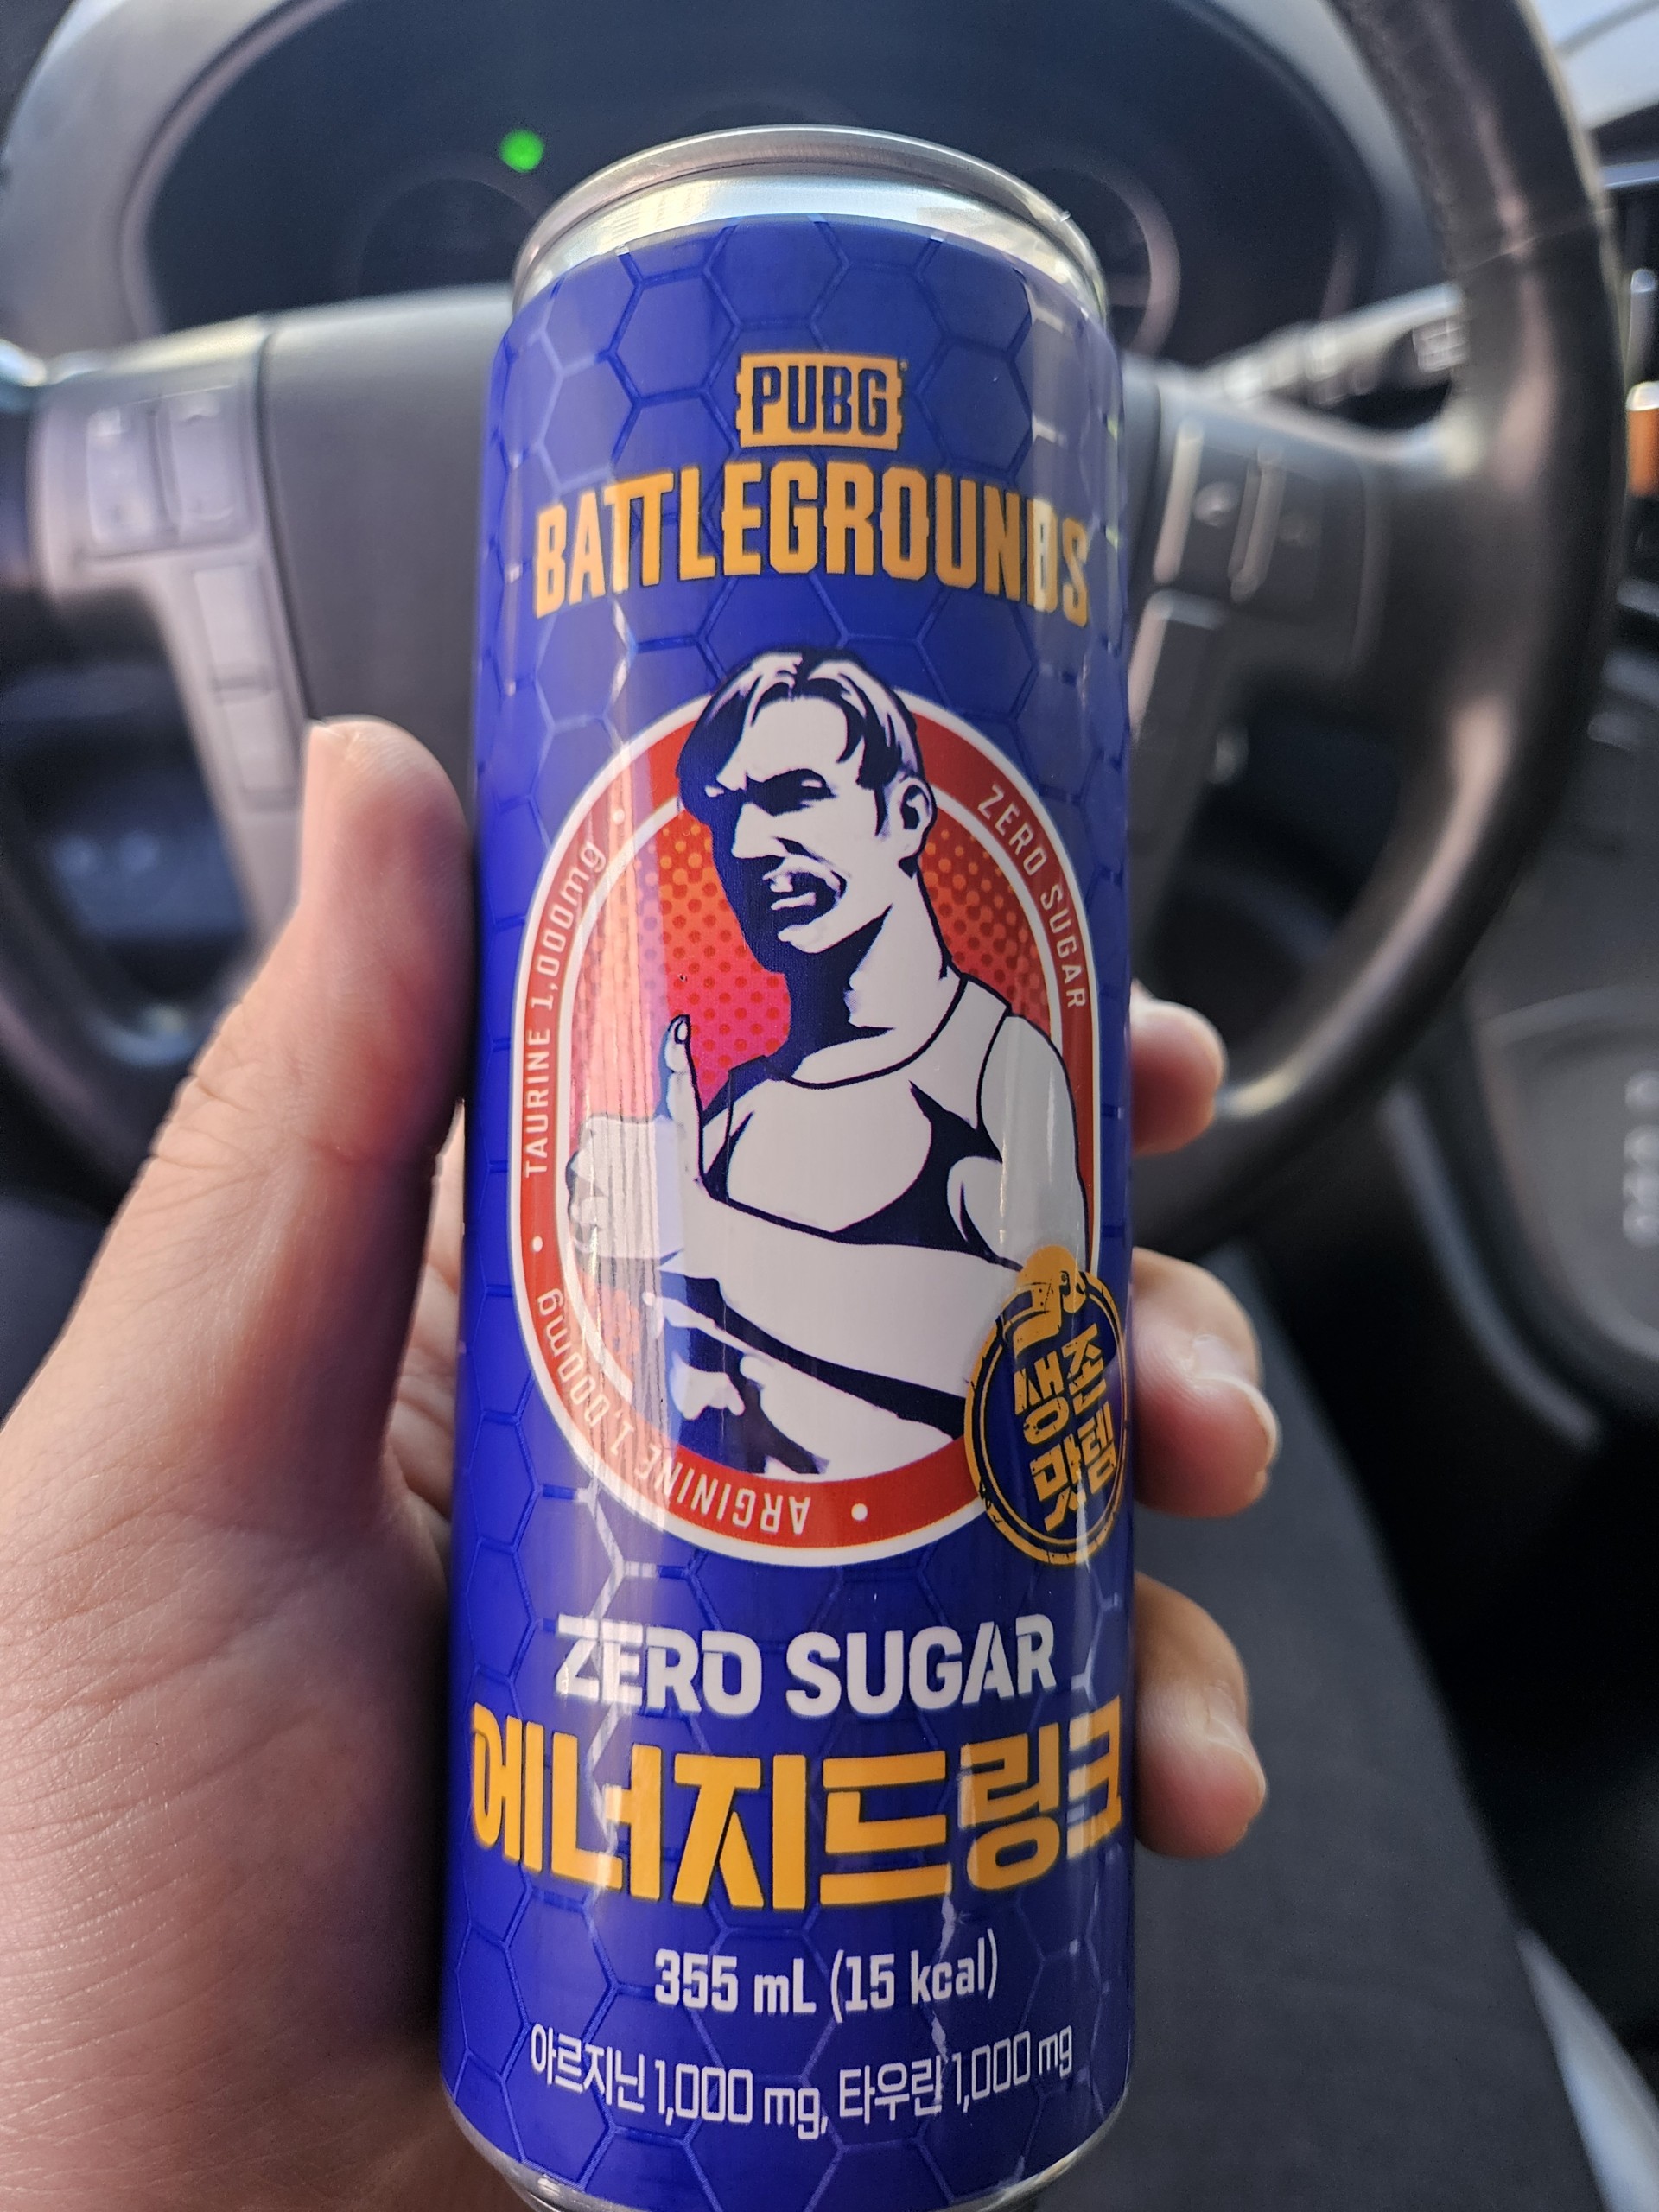 PUBG
BATTLEGROUNDS
TAURINE 1,000mg
ZERO SUGAR
ARGININE 1,000mg
생존
맛템
ZERO SUGAR
에너지드링크
355 mL (15 kcal)
아르지닌 1,000 mg, 타우린 1,000 mg